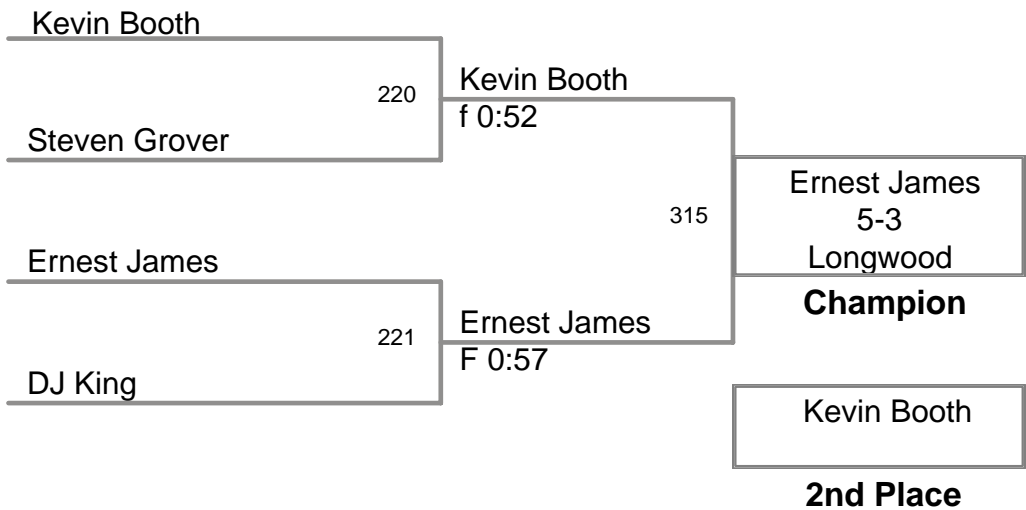 Kevin Booth
220
Kevin Booth
f 0:52
Steven Grover
315
Ernest James
5-3
Longwood
Champion
Ernest James
221
Ernest James
F 0:57
DJ King
Kevin Booth
2nd Place